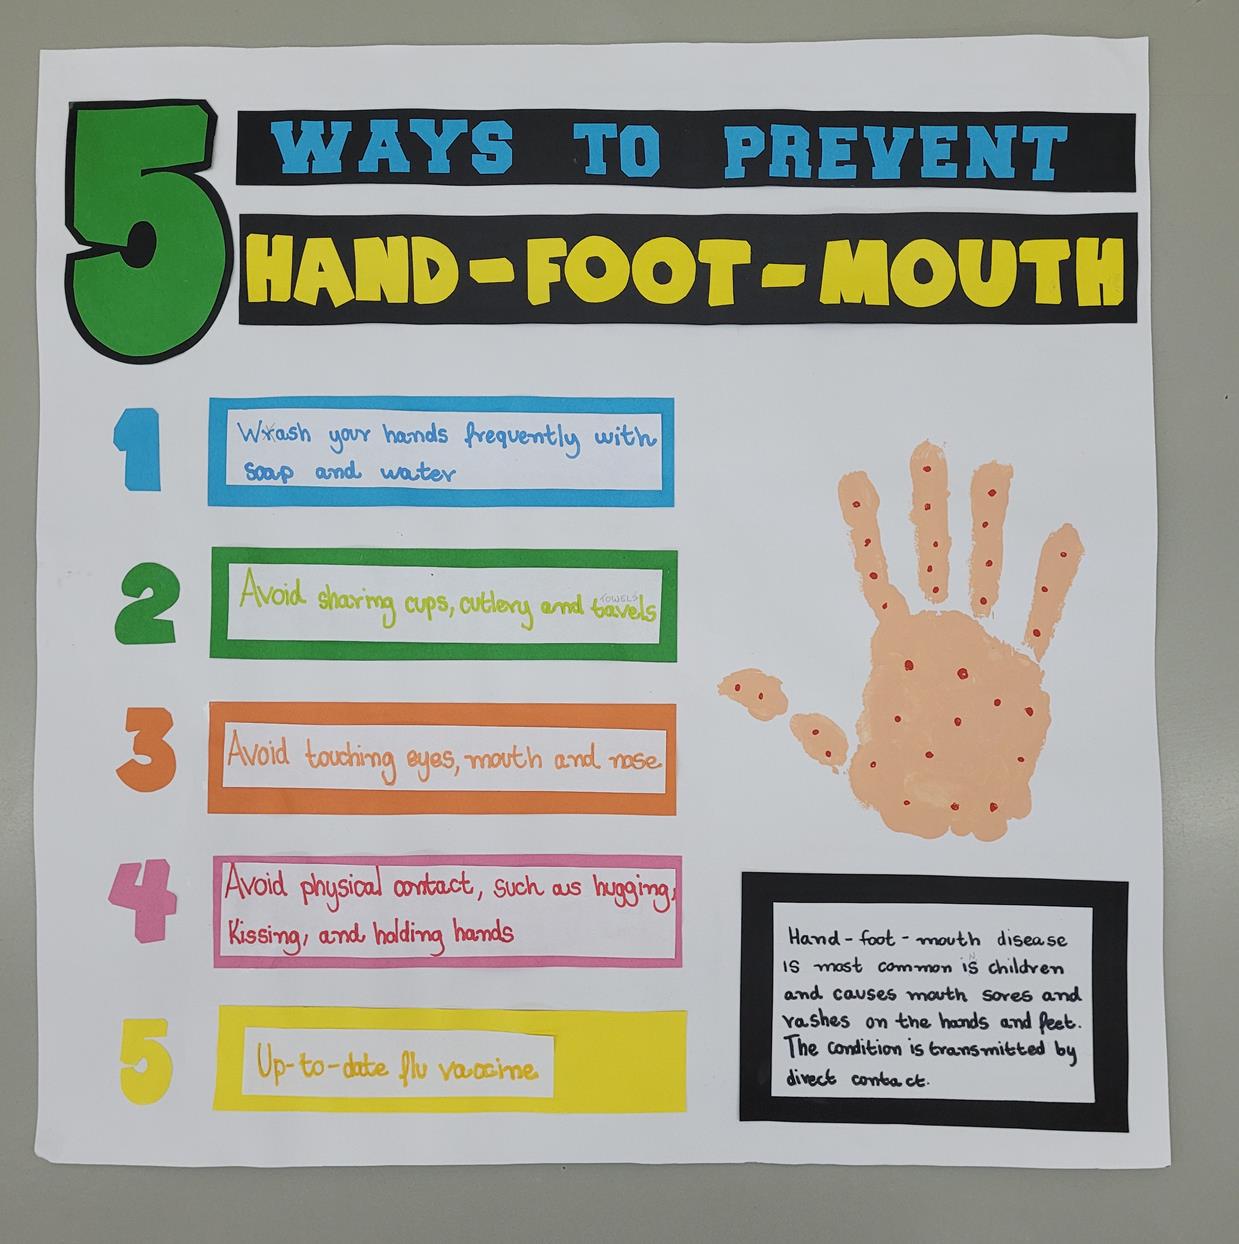 5 WAYS TO PREVENT
HAND-FOOT-MOUTH
1 Wash your hands frequently with
soap and water
2 Avoid sharing cups, cutlery and tavels
TOWELS
3 Avoid touching eyes, mouth and nose
4 Avoid physical contact, such as hugging,
Kissing, and holding hands
5 Up-to-date flu vaccine
Hand-foot-mouth disease
is most common is children
N
and causes mouth sores and
rashes on the hands and feet.
The condition is transmitted by
direct contact.